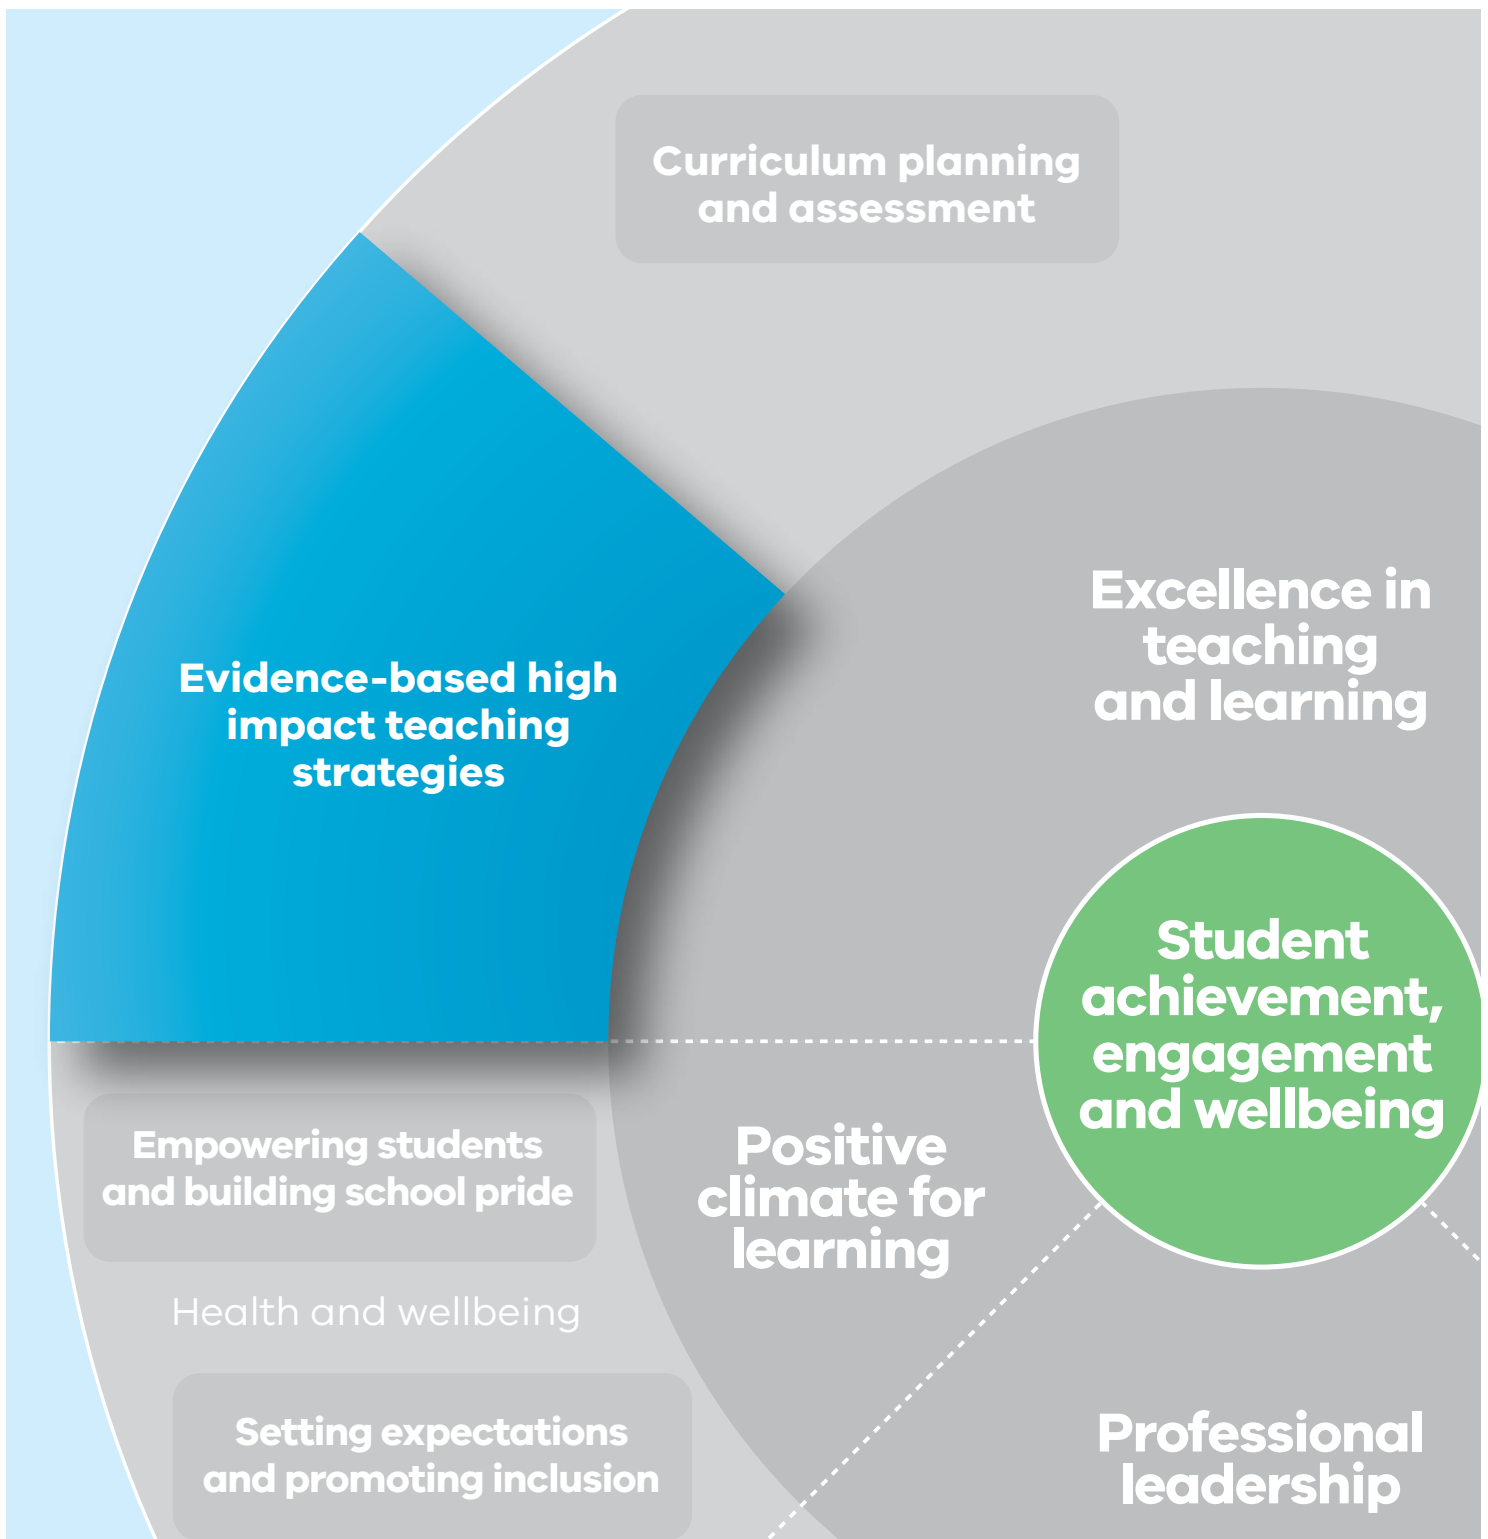 Curriculum planning
and assessment
Excellence in
teaching
and learning
Evidence-based high
impact teaching
strategies
Student
achievement,
engagement
and wellbeing
Positive
climate for
learning
Empowering students
and building school pride
Health and wellbeing
Setting expectations
and promoting inclusion
Professional
leadership